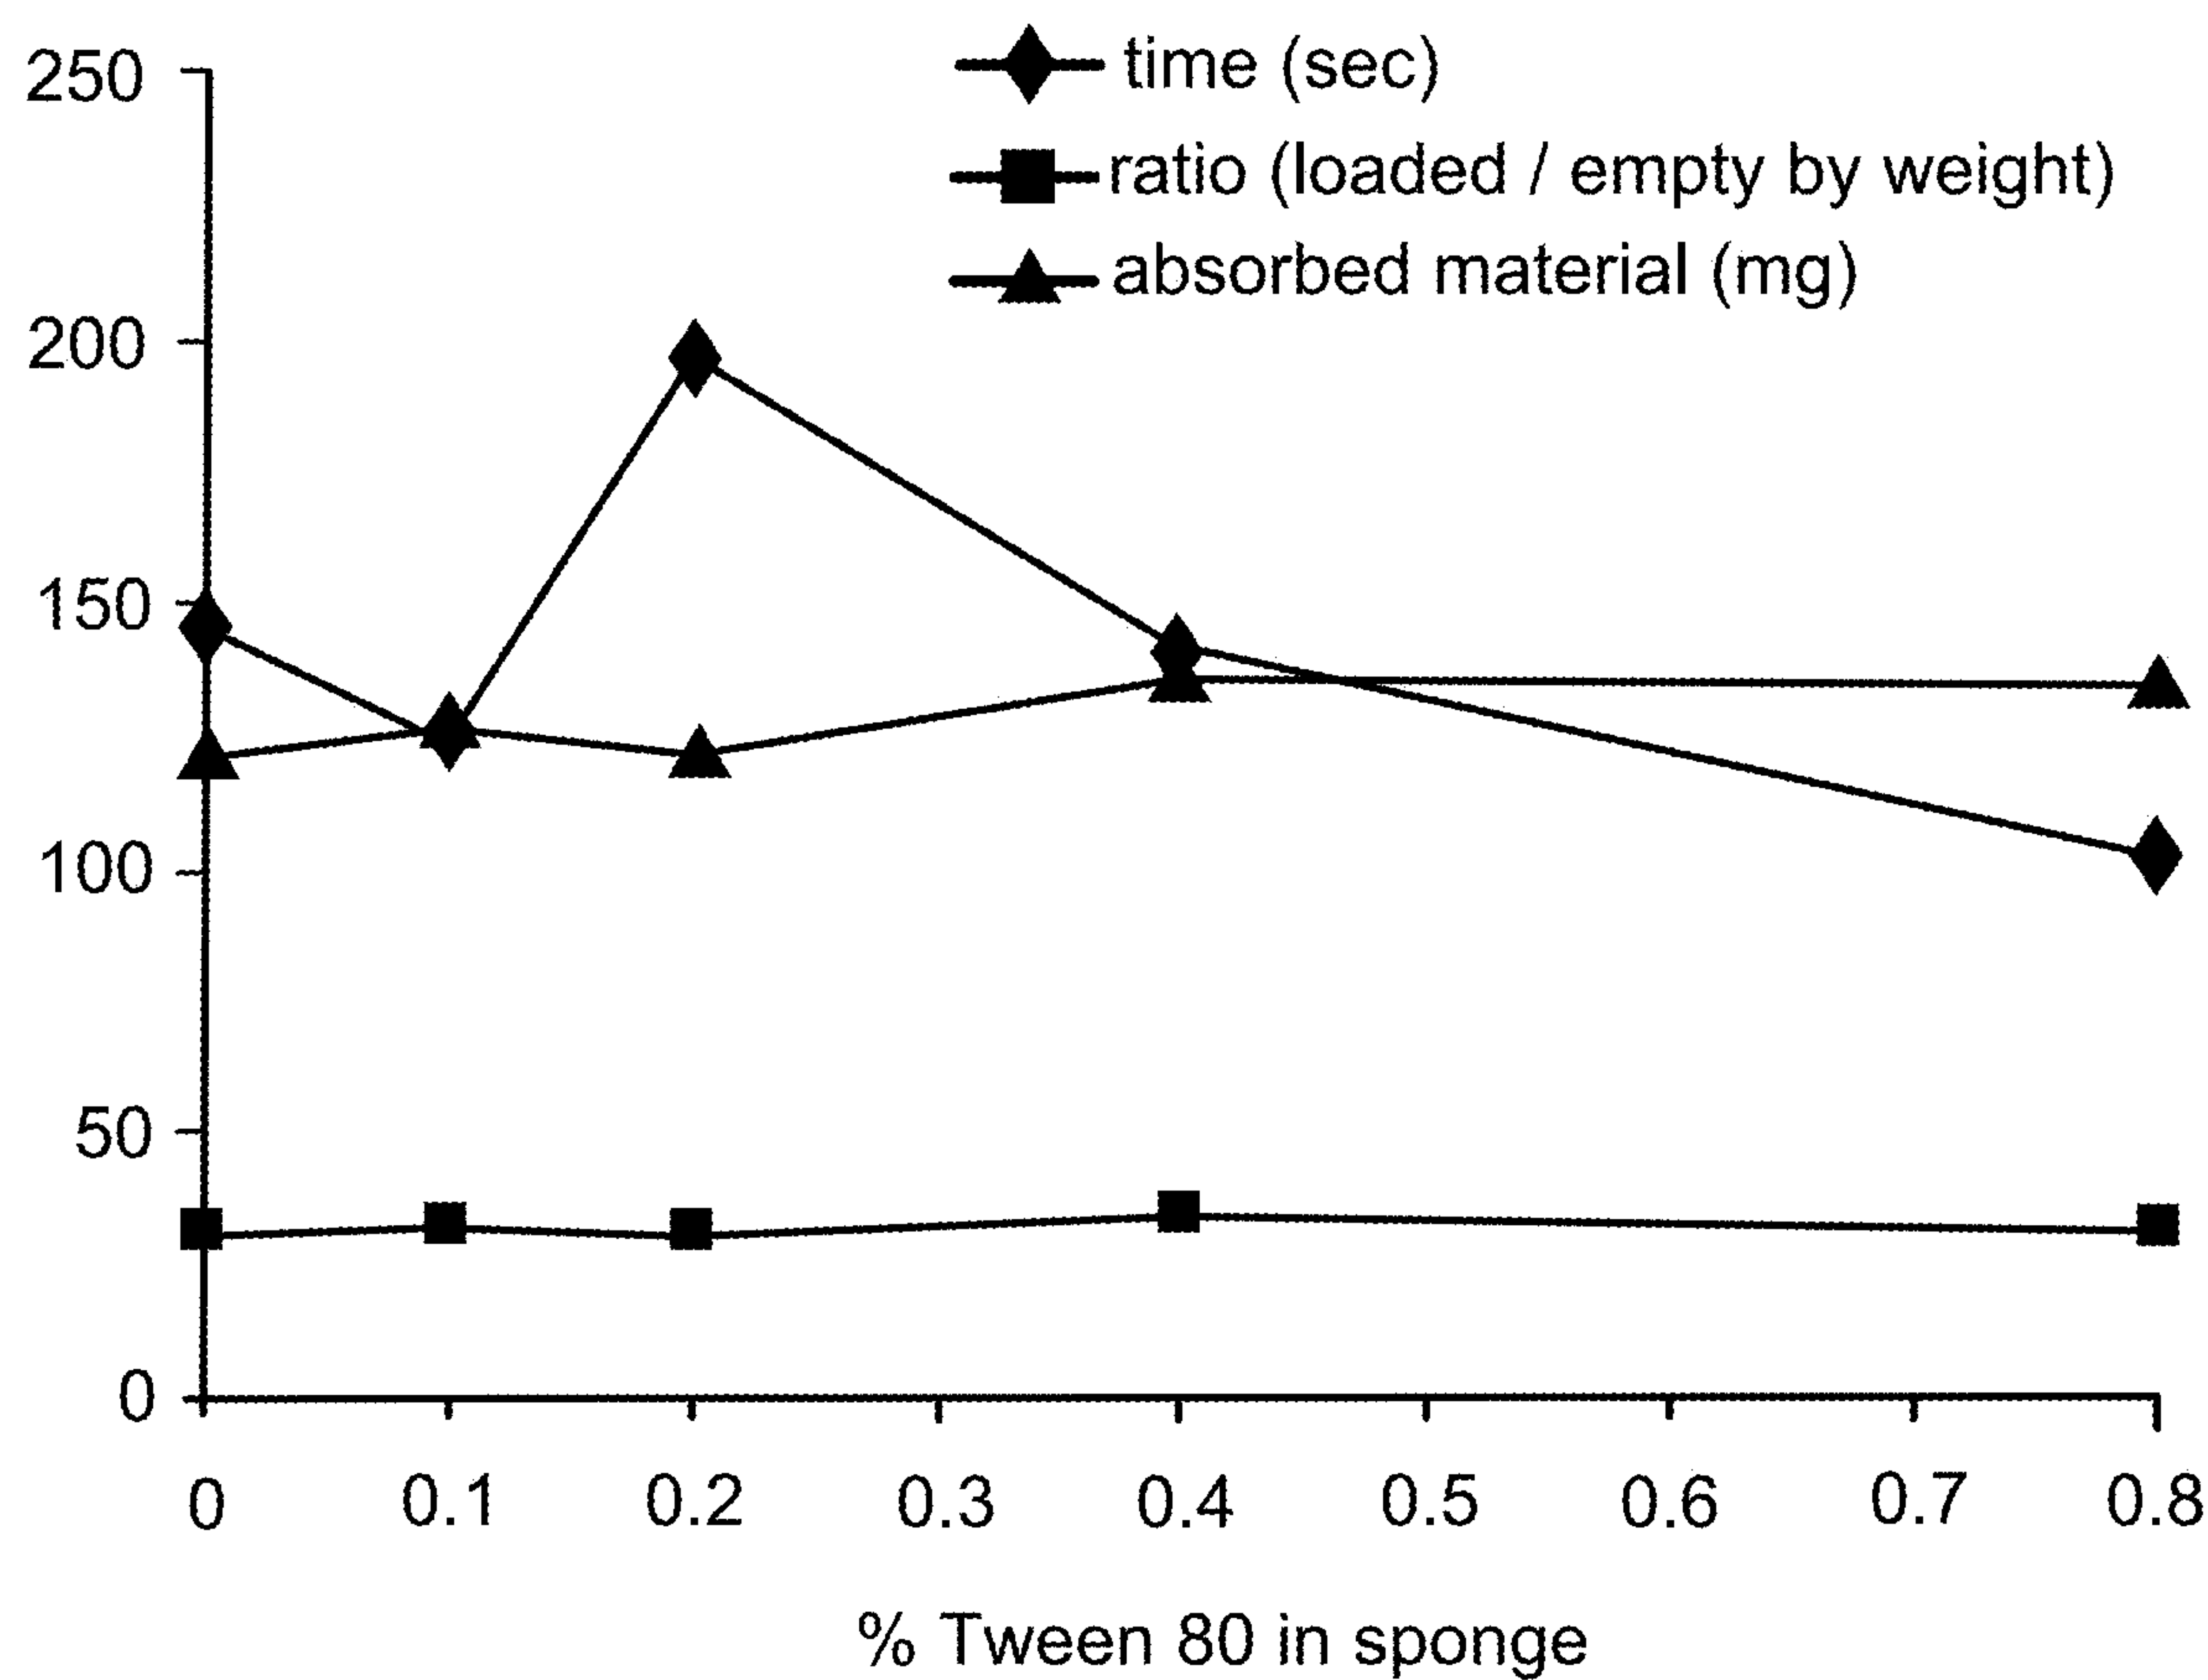 time (sec)
ratio (loaded / empty by weight)
absorbed material (mg)
250
200
150
100
50
0
0 0.1 0.2 0.3 0.4 0.5 0.6 0.7 0.8
% Tween 80 in sponge